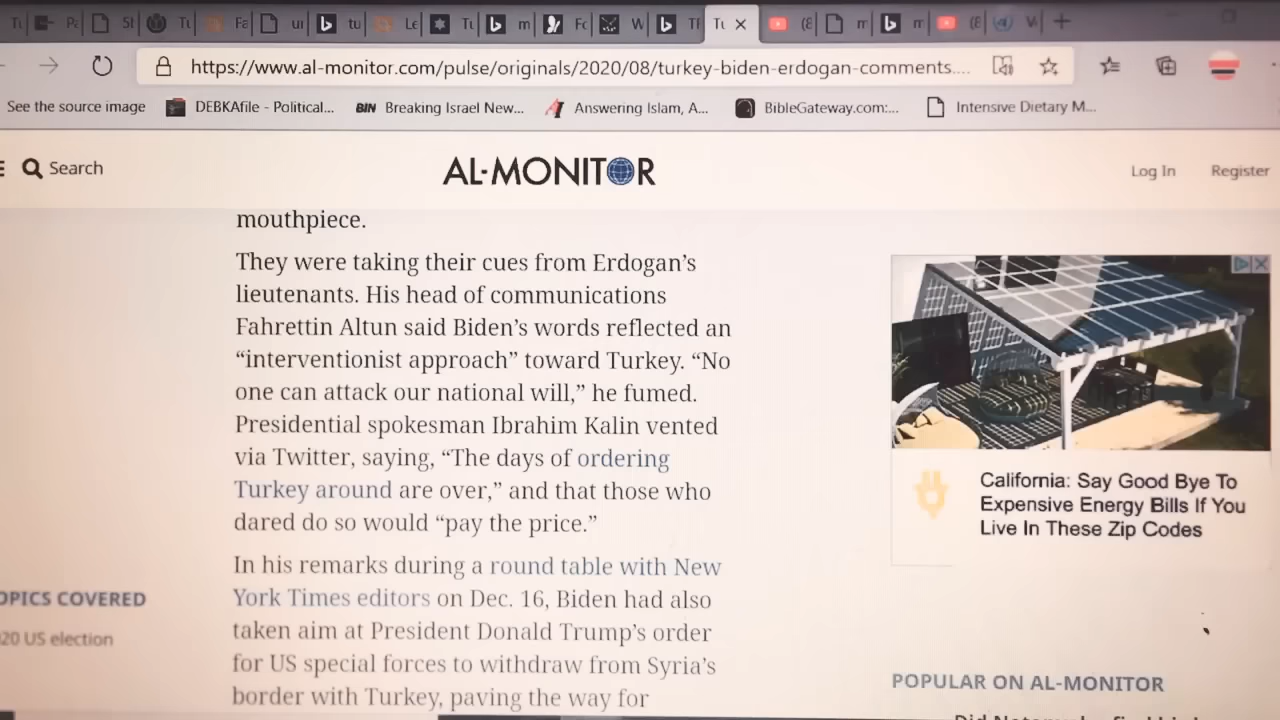 https://www.al-monitor.com/pulse/originals/2020/08/turkey-biden-erdogan-comments....
See the source image
DEBKAfile - Political...
BIN Breaking Israel New...
Answering Islam, A...
BibleGateway.com:...
Intensive Dietary M...
Search
AL-MONITOR
Log In
Register
mouthpiece.
They were taking their cues from Erdogan's
lieutenants. His head of communications
Fahrettin Altun said Biden's words reflected an
“interventionist approach” toward Turkey. “No
one can attack our national will,” he fumed.
Presidential spokesman Ibrahim Kalin vented
via Twitter, saying, “The days of ordering
Turkey around are over,” and that those who
dared do so would “pay the price.”
In his remarks during a round table with New
York Times editors on Dec. 16, Biden had also
taken aim at President Donald Trump's order
for US special forces to withdraw from Syria's
border with Turkey, paving the way for
OPICS COVERED
20 US election
California: Say Good Bye To
Expensive Energy Bills If You
Live In These Zip Codes
POPULAR ON AL-MONITOR